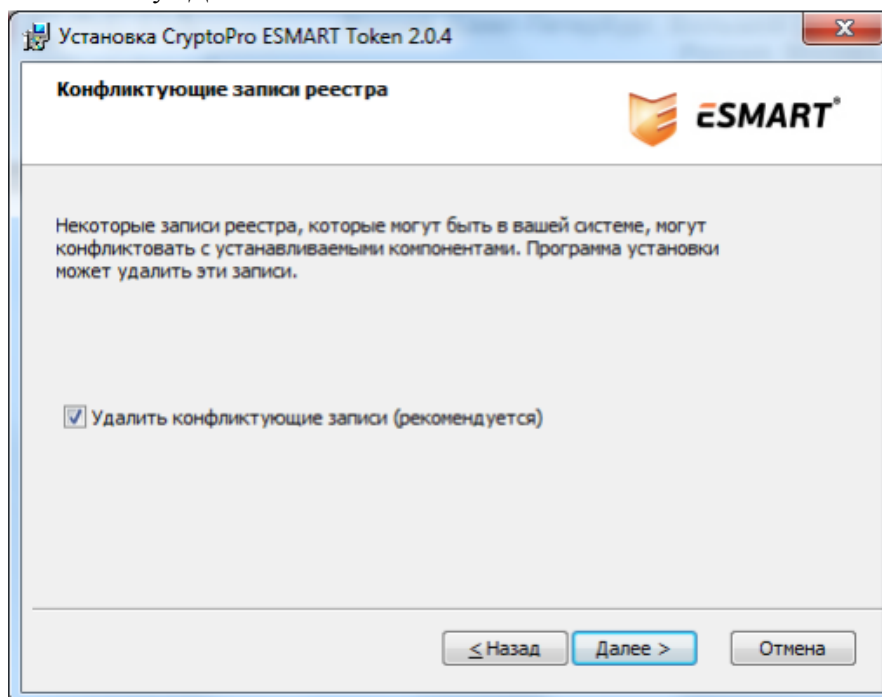 Установка CryptoPro ESMART Token 2.0.4
Конфликтующие записи реестра
ESMART®
Некоторые записи реестра, которые могут быть в вашей системе, могут
конфликтовать с устанавливаемыми компонентами. Программа установки
может удалить эти записи.
Удалить конфликтующие записи (рекомендуется)
< Назад
Далее >
Отмена